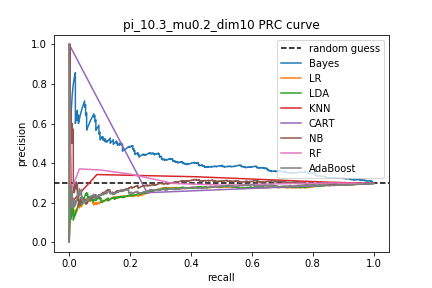 pi_10.3_mu0.2_dim10 PRC curve
1.0
0.8
0.6
0.4
0.2
0.0
precision
random guess
Bayes
LR
LDA
KNN
CART
NB
RF
AdaBoost
0.0 0.2 0.4 0.6 0.8 1.0
recall